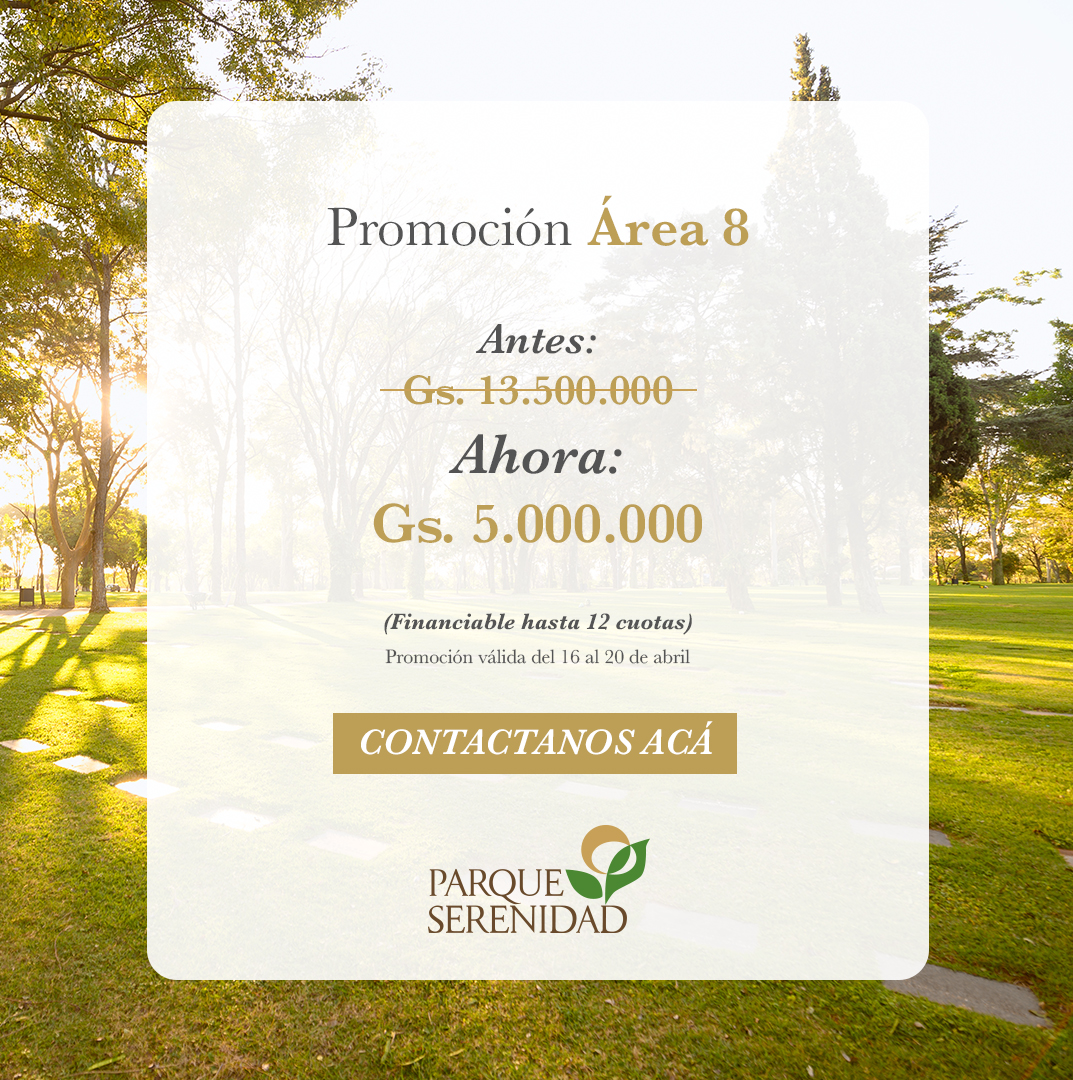 Promoción Área 8
Antes:
Gs. 13.500.000
Ahora:
Gs. 5.000.000
(Financiable hasta 12 cuotas)
Promoción válida del 16 al 20 de abril
CONTACTANOS ACÁ
PARQUE
SERENIDAD